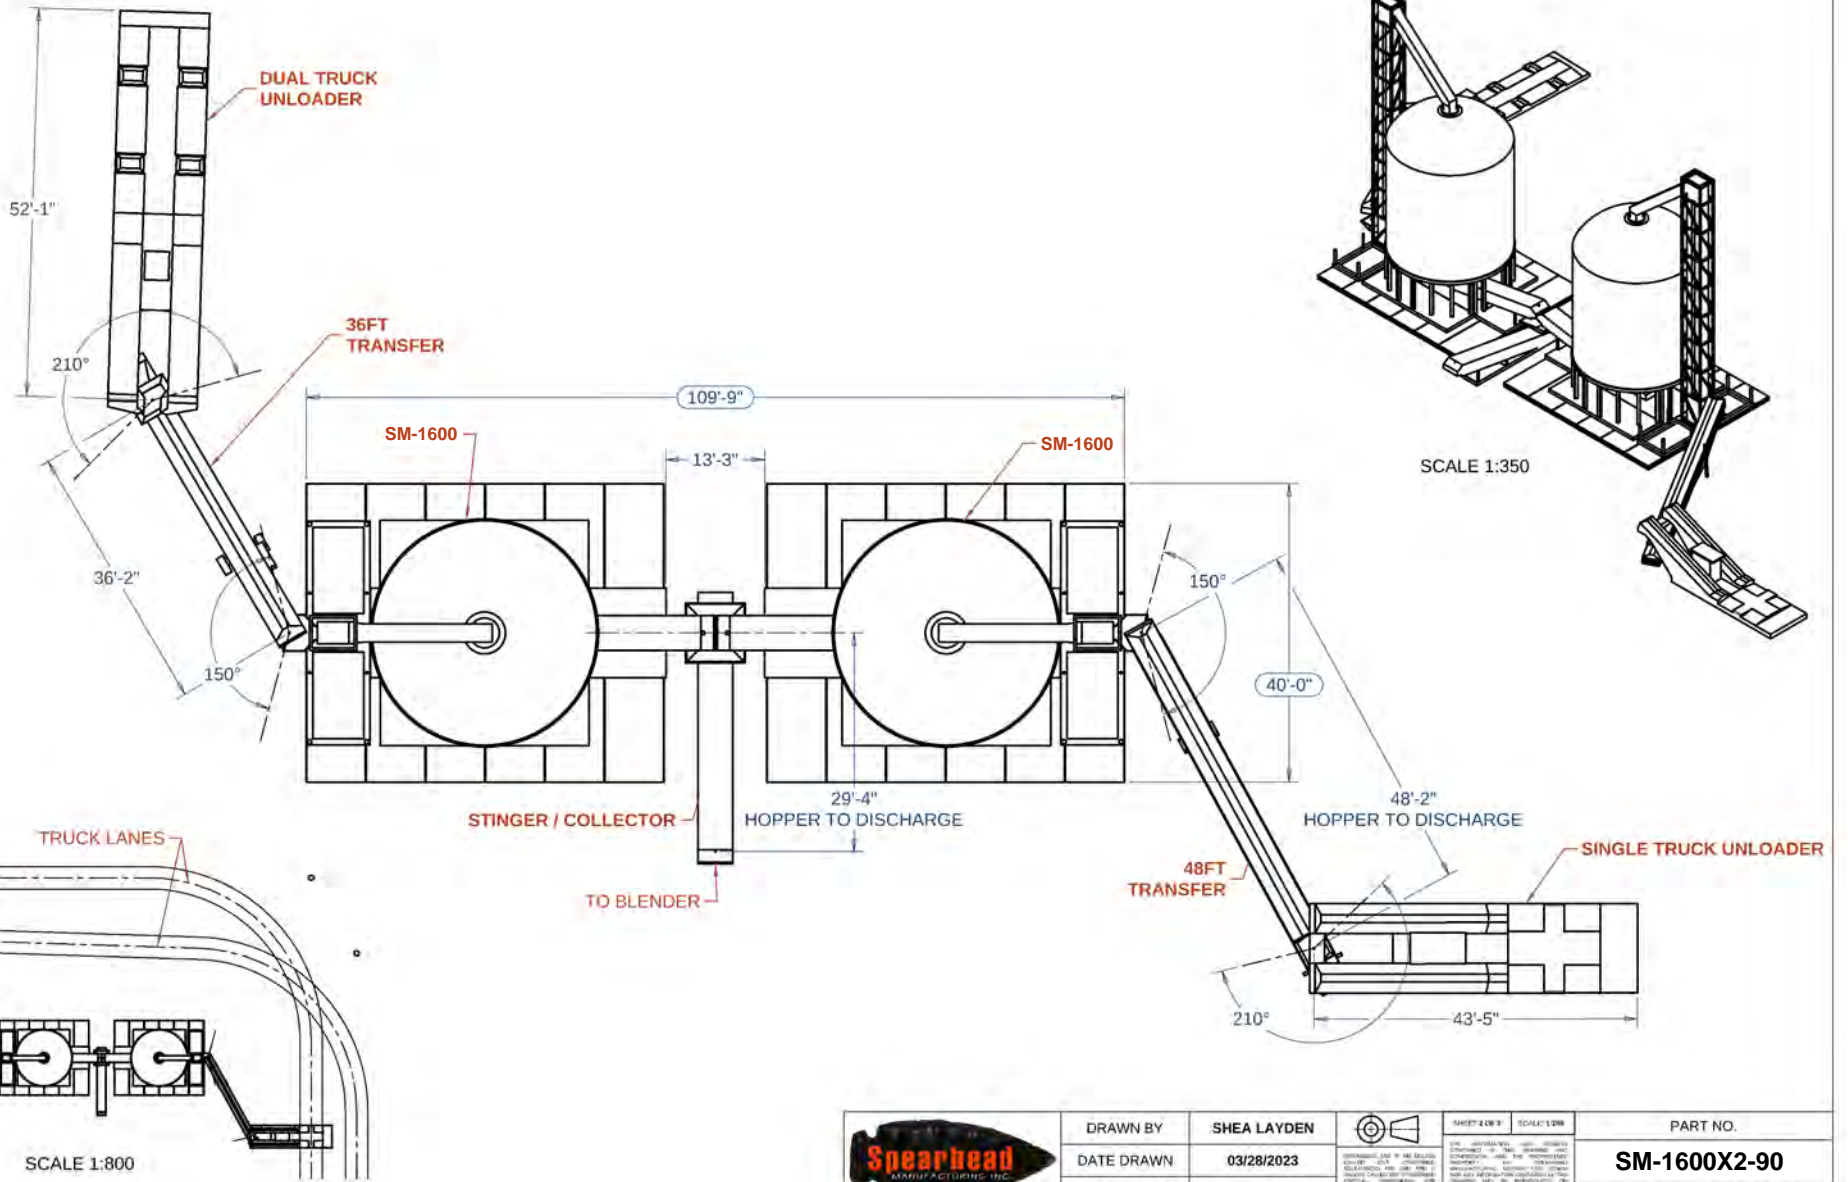 DUAL TRUCK
UNLOADER
52'-1"
36FT
TRANSFER
210°
109'-9"
SM-1600
13'-3"
SM-1600
SCALE 1:350
36'-2"
150°
150°
40'-0"
29'-4"
HOPPER TO DISCHARGE
STINGER / COLLECTOR
48'-2"
HOPPER TO DISCHARGE
TRUCK LANES
SINGLE TRUCK UNLOADER
48FT
TRANSFER
TO BLENDER
210°
43'-5"
SCALE 1:800
Spearhead
MANUFACTURING INC.
DRAWN BY
SHEA LAYDEN
DATE DRAWN
03/28/2023
PART NO.
SM-1600X2-90